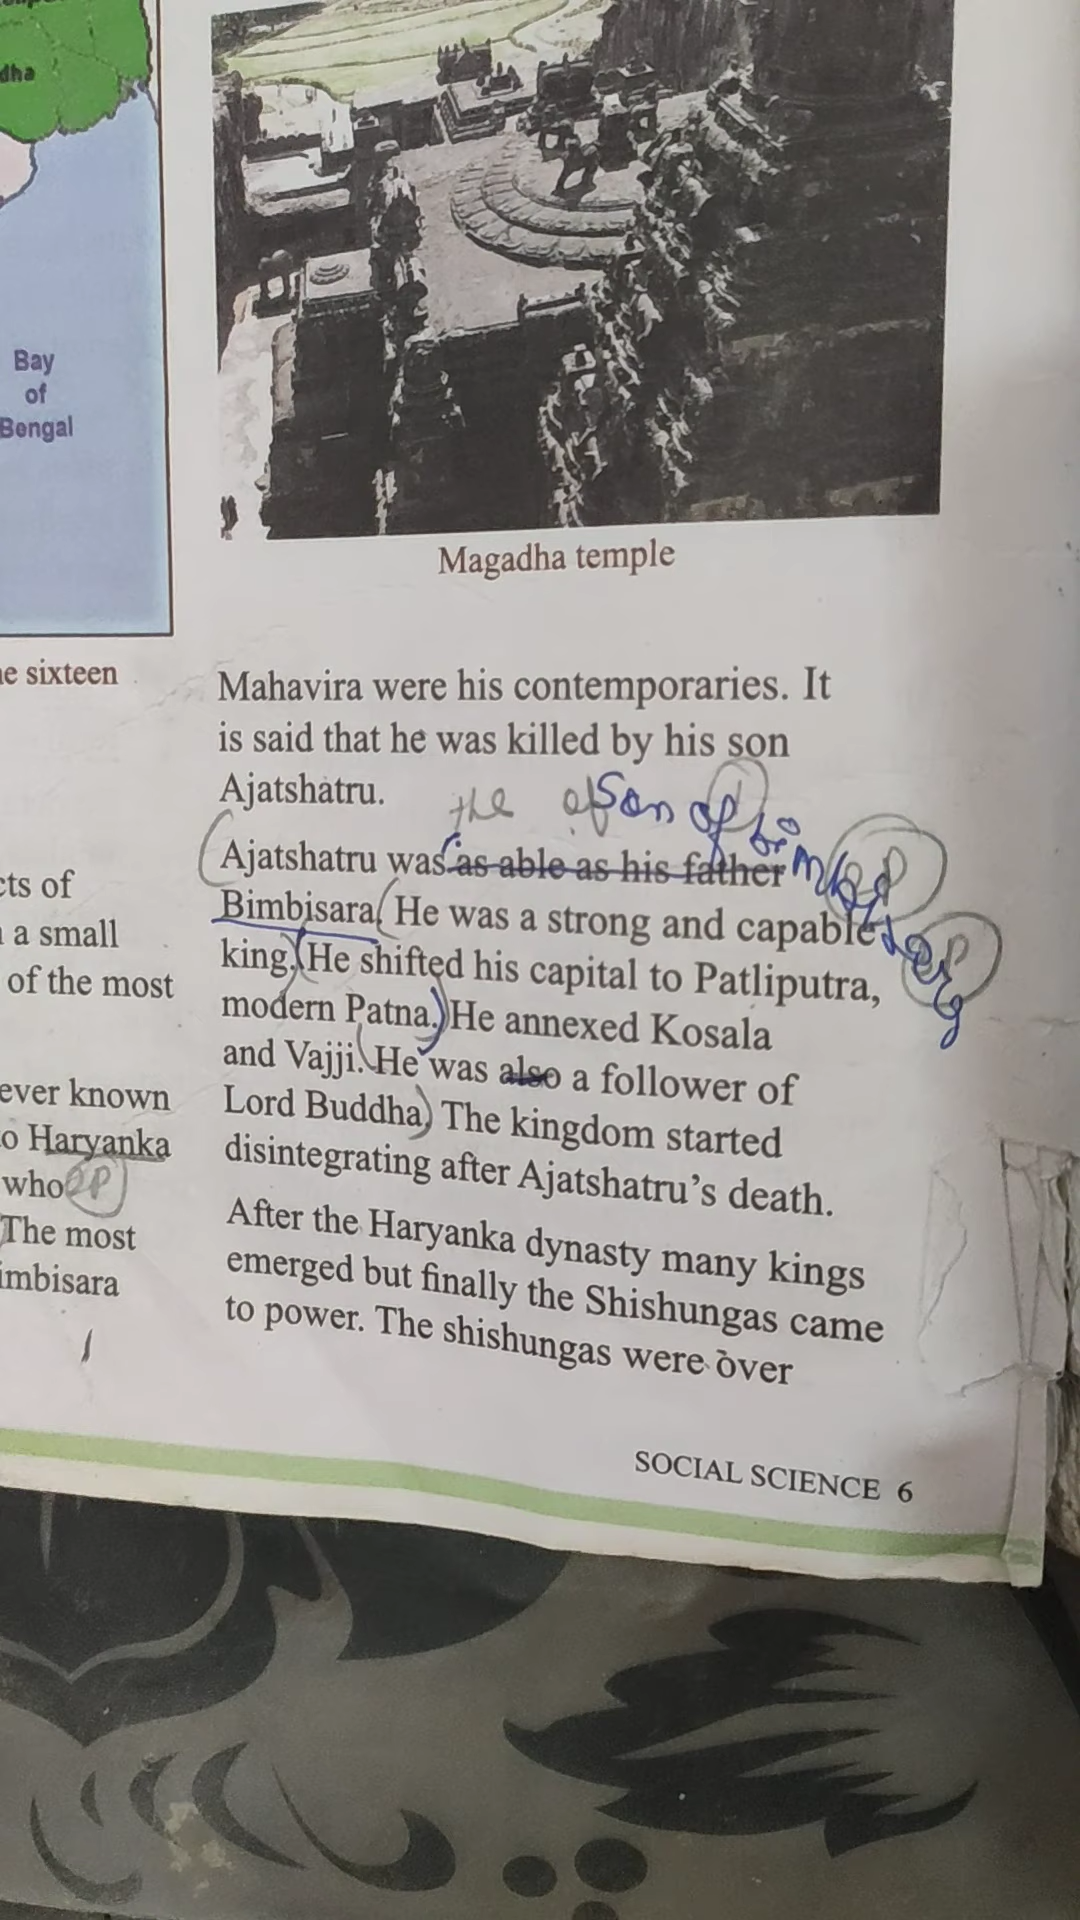 dha
Bay
of
Bengal
e sixteen
cts of
a small
of the most
ever known
o Haryanka
who 2P
The most
imbisara
Magadha temple
Mahavira were his contemporaries. It
is said that he was killed by his son
Ajatshatru.
the of Son of
Ajatshatru was as able as his father
Bimbisara. He was a strong and capable
king. He shifted his capital to Patliputra,
modern Patna. He annexed Kosala
and Vajji. He was also a follower of
Lord Buddha. The kingdom started
disintegrating after Ajatshatru's death.
After the Haryanka dynasty many kings
emerged but finally the Shishungas came
to power. The shishungas were over
SOCIAL SCIENCE 6